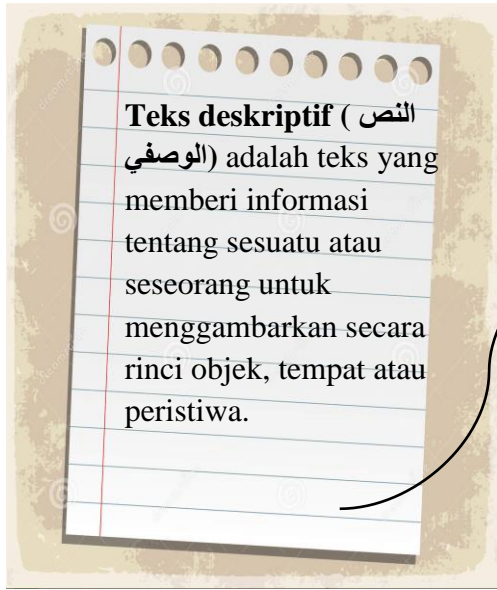 Teks deskriptif ( النص
الوصفي) adalah teks yang
memberi informasi
tentang sesuatu atau
seseorang untuk
menggambarkan secara
rinci objek, tempat atau
peristiwa.